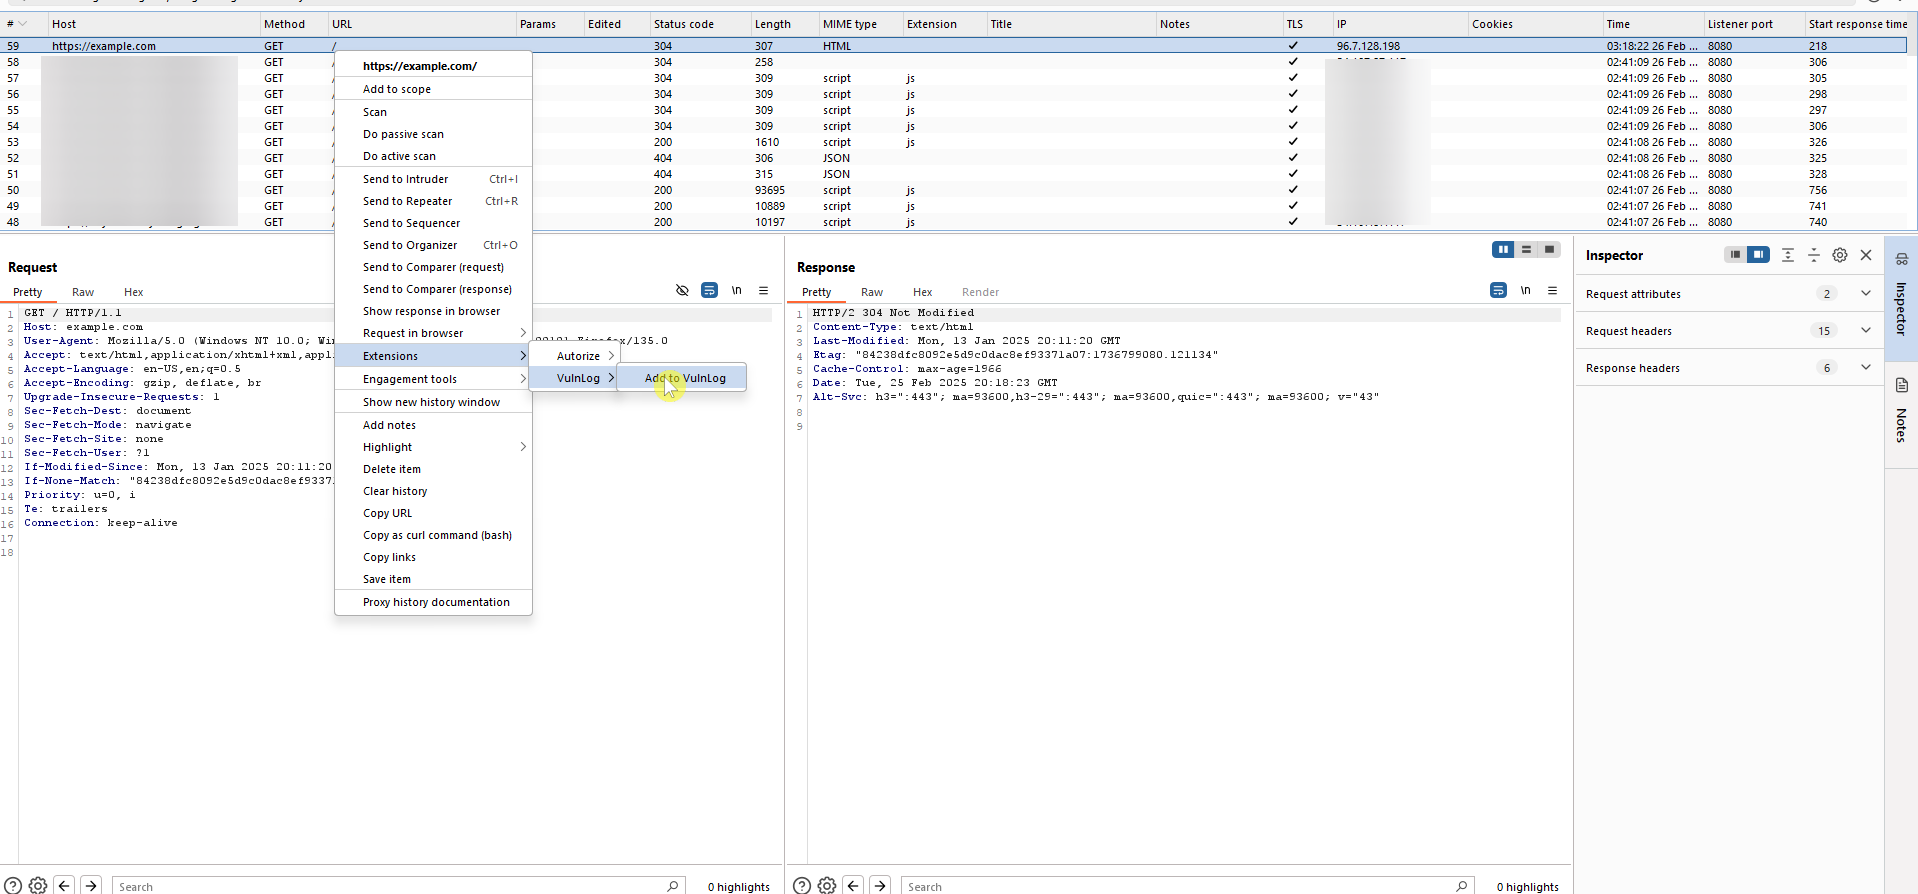 # Host Method URL Params Edited Status code Length MIME type Extension Title Notes TLS IP Cookies Time Listener port Start response time
59 https://example.com GET / 304 307 HTML ✓ 96.7.128.198 03:18:22 26 Feb ... 8080 218
58 GET 304 258 ✓ 02:41:09 26 Feb ... 8080 306
57 GET 304 309 script js ✓ 02:41:09 26 Feb ... 8080 305
56 GET 304 309 script js ✓ 02:41:09 26 Feb ... 8080 298
55 GET 304 309 script js ✓ 02:41:09 26 Feb ... 8080 297
54 GET 304 309 script js ✓ 02:41:09 26 Feb ... 8080 306
53 GET 200 1610 script js ✓ 02:41:08 26 Feb ... 8080 326
52 GET 404 306 JSON ✓ 02:41:08 26 Feb ... 8080 325
51 GET 404 315 JSON ✓ 02:41:08 26 Feb ... 8080 328
50 GET 200 93695 script js ✓ 02:41:07 26 Feb ... 8080 756
49 GET 200 10889 script js ✓ 02:41:07 26 Feb ... 8080 741
48 GET 200 10197 script js ✓ 02:41:07 26 Feb ... 8080 740
https://example.com/
Add to scope
Scan
Do passive scan
Do active scan
Send to Intruder Ctrl+I
Send to Repeater Ctrl+R
Send to Sequencer
Send to Organizer Ctrl+O
Send to Comparer (request)
Send to Comparer (response)
Show response in browser
Request in browser
Extensions
Engagement tools
Show new history window
Add notes
Highlight
Delete item
Clear history
Copy URL
Copy as curl command (bash)
Copy links
Save item
Proxy history documentation
Autorize
VulnLog
Add to VulnLog
Request
Pretty Raw Hex
\n
1 GET / HTTP/1.1
2 Host: example.com
3 User-Agent: Mozilla/5.0 (Windows NT 10.0; Firefox/135.0
4 Accept: text/html,application/xhtml+xml,appl
5 Accept-Language: en-US,en;q=0.5
6 Accept-Encoding: gzip, deflate, br
7 Upgrade-Insecure-Requests: 1
8 Sec-Fetch-Dest: document
9 Sec-Fetch-Mode: navigate
10 Sec-Fetch-Site: none
11 Sec-Fetch-User: ?1
12 If-Modified-Since: Mon, 13 Jan 2025 20:11:20
13 If-None-Match: "84238dfc8092e5d9c0dac8ef9337
14 Priority: u=0, i
15 Te: trailers
16 Connection: keep-alive
17
18
Search
0 highlights
Response
Pretty Raw Hex Render
\n
1 HTTP/2 304 Not Modified
2 Content-Type: text/html
3 Last-Modified: Mon, 13 Jan 2025 20:11:20 GMT
4 Etag: "84238dfc8092e5d9c0dac8ef93371a07:1736799080.121134"
5 Cache-Control: max-age=1966
6 Date: Tue, 25 Feb 2025 20:18:23 GMT
7 Alt-Svc: h3=":443"; ma=93600,h3-29=":443"; ma=93600,quic=":443"; ma=93600; v="43"
8
9
Search
0 highlights
Inspector
Request attributes 2
Request headers 15
Response headers 6
Inspector
Notes